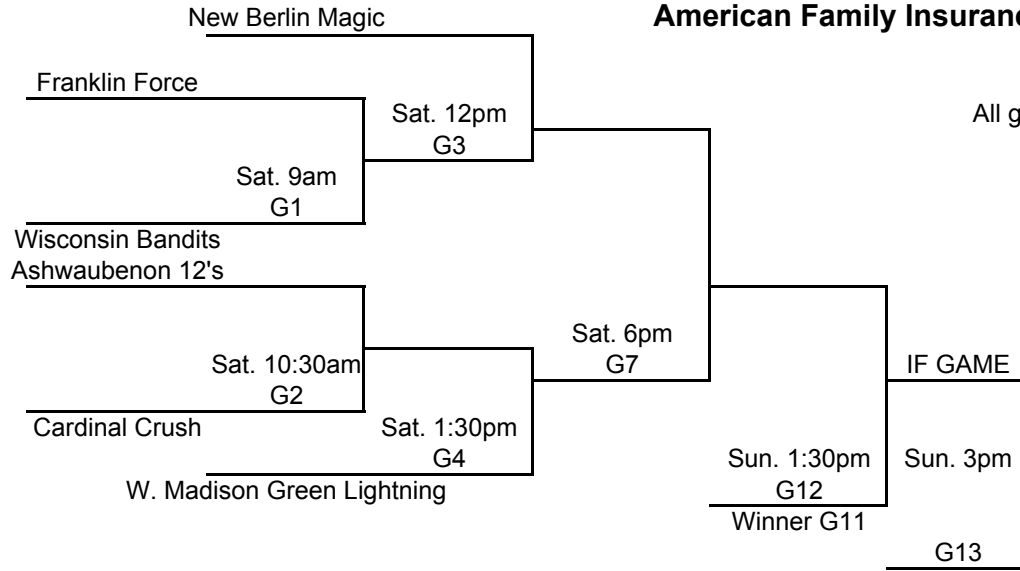 New Berlin Magic
American Family Insuranc
Franklin Force
Sat. 12pm
All g
G3
Sat. 9am
G1
Wisconsin Bandits
Ashwaubenon 12's
Sat. 6pm
Sat. 10:30am
G7
IF GAME
G2
Cardinal Crush
Sat. 1:30pm
G4
Sun. 1:30pm
Sun. 3pm
W. Madison Green Lightning
G12
Winner G11
G13